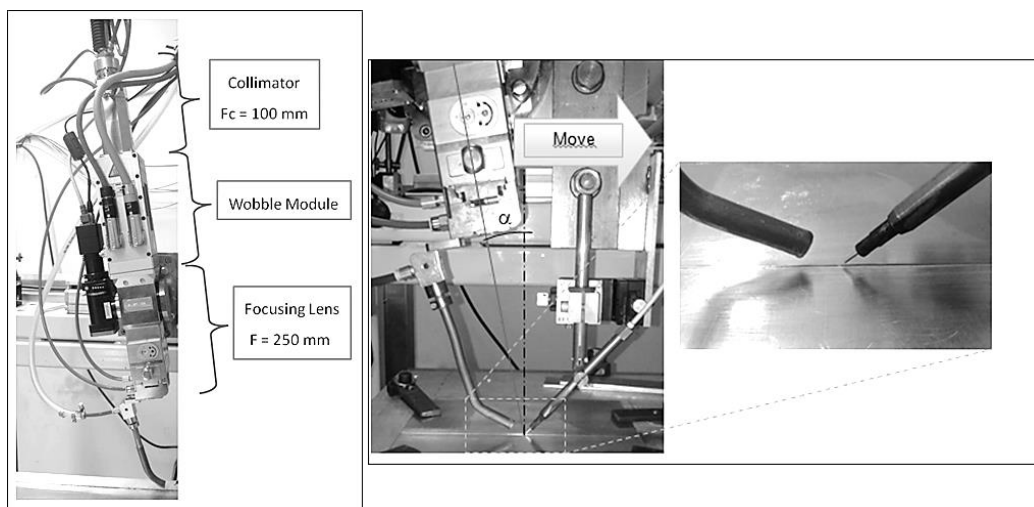 Collimator
Fc = 100 mm
Wobble Module
Focusing Lens
F = 250 mm
Move
α